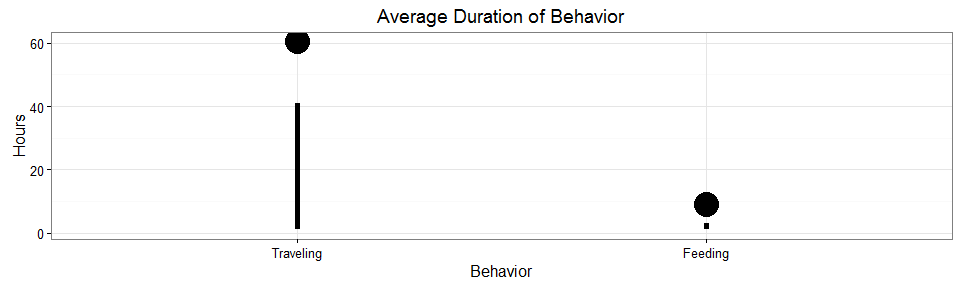 Average Duration of Behavior
Hours
60
40
20
0
Traveling Feeding
Behavior